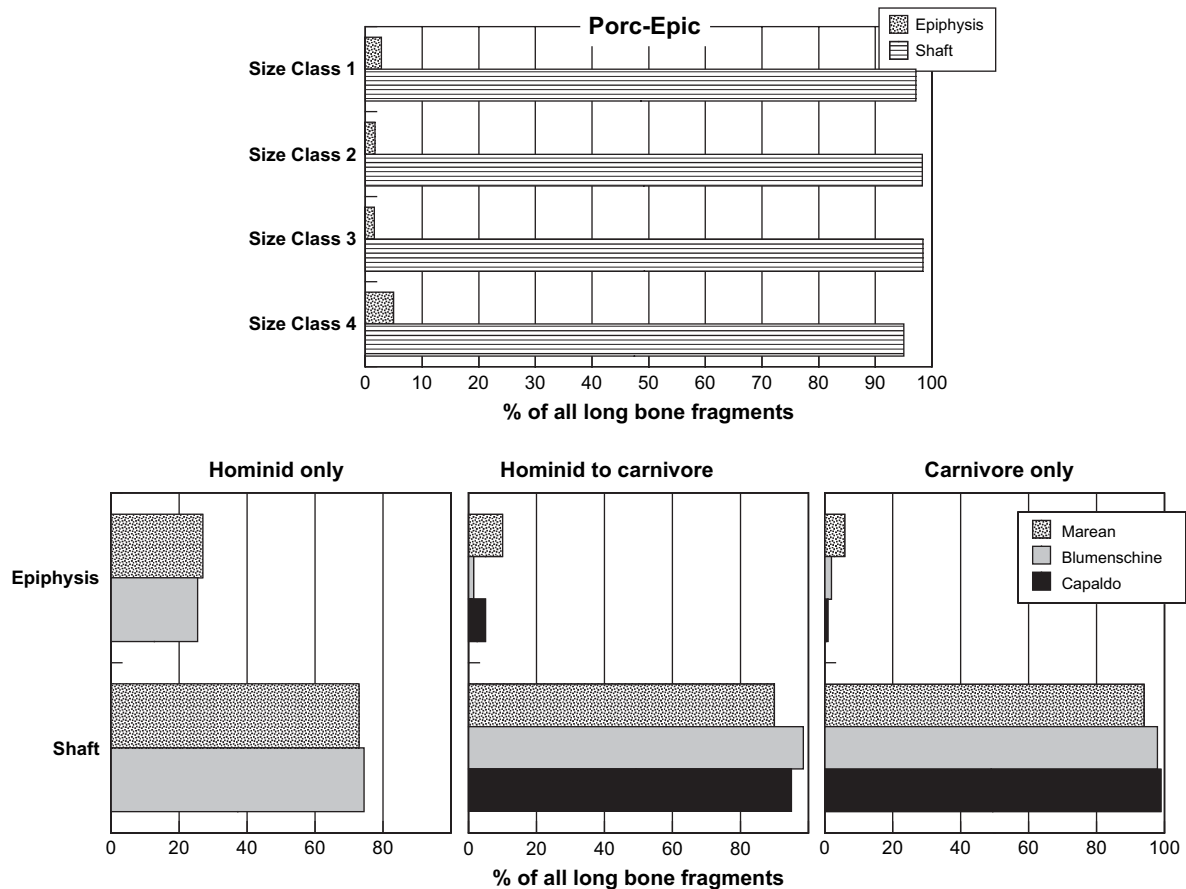 Porc-Epic
Epiphysis
Shaft
Size Class 1
Size Class 2
Size Class 3
Size Class 4
0 10 20 30 40 50 60 70 80 90 100
% of all long bone fragments
Hominid only
Hominid to carnivore
Carnivore only
Marean
Blumenschine
Capaldo
Epiphysis
Shaft
0 20 40 60 80 0 20 40 60 80 0 20 40 60 80 100
% of all long bone fragments